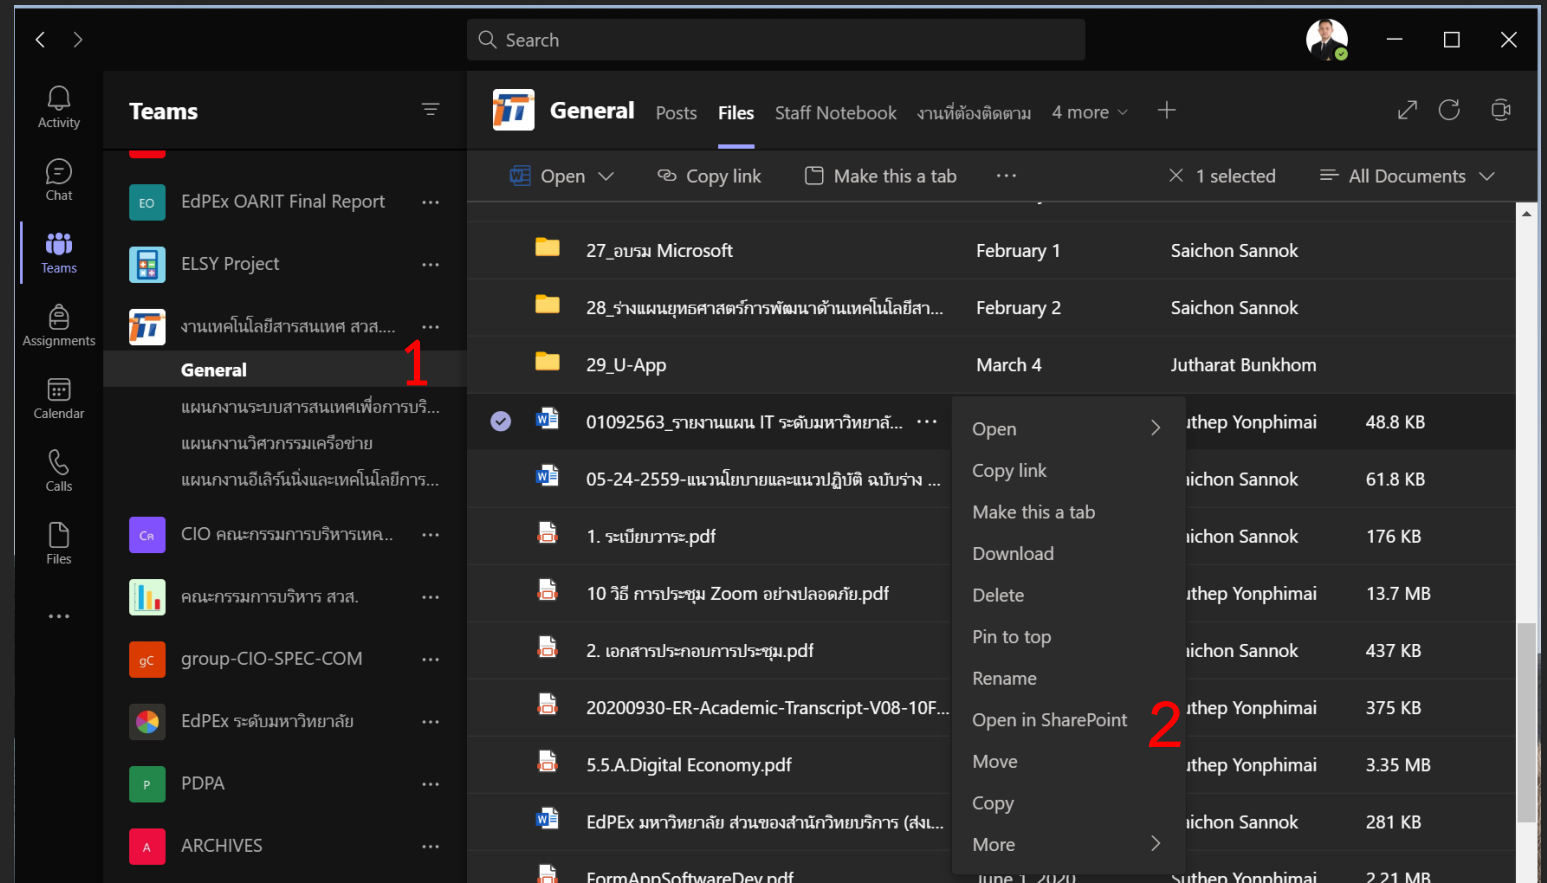 Search
Activity
Chat
Teams
Assignments
Calendar
Calls
Files
Teams
EO EdPEx OARIT Final Report
ELSY Project
งานเทคโนโลยีสารสนเทศ สวส....
General
1
แผนกงานระบบสารสนเทศเพื่อการบริ...
แผนกงานวิศวกรรมเครือข่าย
แผนกงานอีเลิร์นนิ่งและเทคโนโลยีการ...
Cค CIO คณะกรรมการบริหารเทค...
คณะกรรมการบริหาร สวส.
gC group-CIO-SPEC-COM
EdPEx ระดับมหาวิทยาลัย
P PDPA
A ARCHIVES
General Posts Files Staff Notebook งานที่ต้องติดตาม 4 more
Open Copy link Make this a tab ... 1 selected All Documents
27_อบรม Microsoft February 1 Saichon Sannok
28_ร่างแผนยุทธศาสตร์การพัฒนาด้านเทคโนโลยีสา... February 2 Saichon Sannok
29_U-App March 4 Jutharat Bunkhom
01092563_รายงานแผน IT ระดับมหาวิทยาลั... ... uthep Yonphimai 48.8 KB
05-24-2559-แนวนโยบายและแนวปฏิบัติ ฉบับร่าง ... ichon Sannok 61.8 KB
1. ระเบียบวาระ.pdf ichon Sannok 176 KB
10 วิธี การประชุม Zoom อย่างปลอดภัย.pdf uthep Yonphimai 13.7 MB
2. เอกสารประกอบการประชุม.pdf ichon Sannok 437 KB
20200930-ER-Academic-Transcript-V08-10F... uthep Yonphimai 375 KB
5.5.A.Digital Economy.pdf uthep Yonphimai 3.35 MB
EdPEx มหาวิทยาลัย ส่วนของสำนักวิทยบริการ (ส่งเ... ichon Sannok 281 KB
FormAppSoftwareDev.pdf June 1, 2020 Suthep Yonphimai 2.21 MB
Open
Copy link
Make this a tab
Download
Delete
Pin to top
Rename
Open in SharePoint
2
Move
Copy
More